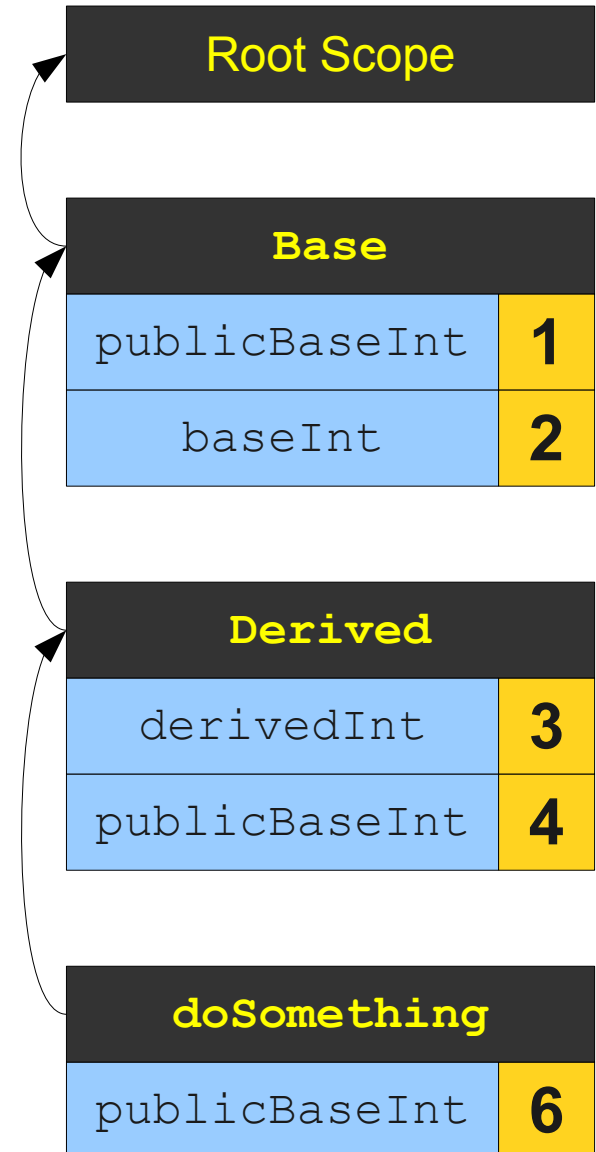 Root Scope
Base
publicBaseInt 1
baseInt 2
Derived
derivedInt 3
publicBaseInt 4
doSomething
publicBaseInt 6